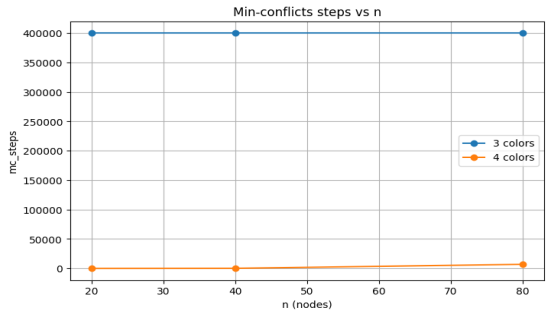 Min-conflicts steps vs n
mc_steps
400000
350000
300000
250000
200000
150000
100000
50000
0
3 colors
4 colors
20 30 40 50 60 70 80
n (nodes)